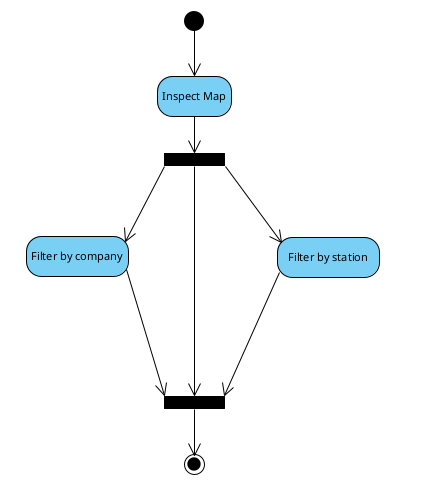 Inspect Map
Filter by company
Filter by station